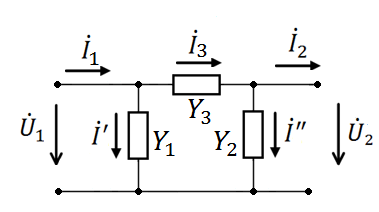 İ₁ İ₃ İ₂
Y₃
U̇₁ İ′ Y₁ Y₂ İ″ U̇₂